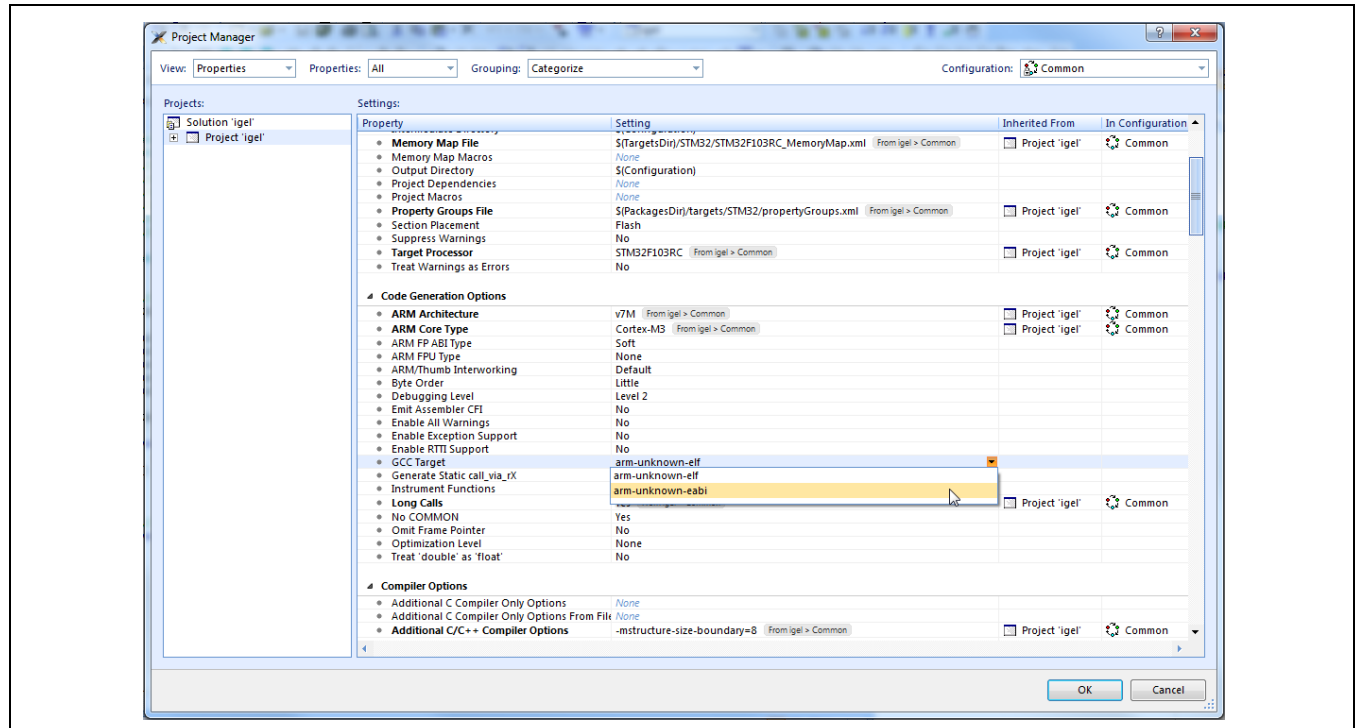 Project Manager
View: Properties Properties: All Grouping: Categorize Configuration: Common
Projects: Settings:
Solution 'igel'
Project 'igel'
Property Setting Inherited From In Configuration
$(Configuration)
Memory Map File $(TargetsDir)/STM32/STM32F103RC_MemoryMap.xml From igel > Common Project 'igel' Common
Memory Map Macros None
Output Directory $(Configuration)
Project Dependencies None
Project Macros None
Property Groups File $(PackagesDir)/targets/STM32/propertyGroups.xml From igel > Common Project 'igel' Common
Section Placement Flash
Suppress Warnings No
Target Processor STM32F103RC From igel > Common Project 'igel' Common
Treat Warnings as Errors No
Code Generation Options
ARM Architecture v7M From igel > Common Project 'igel' Common
ARM Core Type Cortex-M3 From igel > Common Project 'igel' Common
ARM FP ABI Type Soft
ARM FPU Type None
ARM/Thumb Interworking Default
Byte Order Little
Debugging Level Level 2
Emit Assembler CFI No
Enable All Warnings No
Enable Exception Support No
Enable RTTI Support No
GCC Target arm-unknown-elf
Generate Static call_via_rX arm-unknown-elf
Instrument Functions arm-unknown-eabi
Long Calls Project 'igel' Common
No COMMON Yes
Omit Frame Pointer No
Optimization Level None
Treat 'double' as 'float' No
Compiler Options
Additional C Compiler Only Options None
Additional C Compiler Only Options From File None
Additional C/C++ Compiler Options -mstructure-size-boundary=8 From igel > Common Project 'igel' Common
OK Cancel